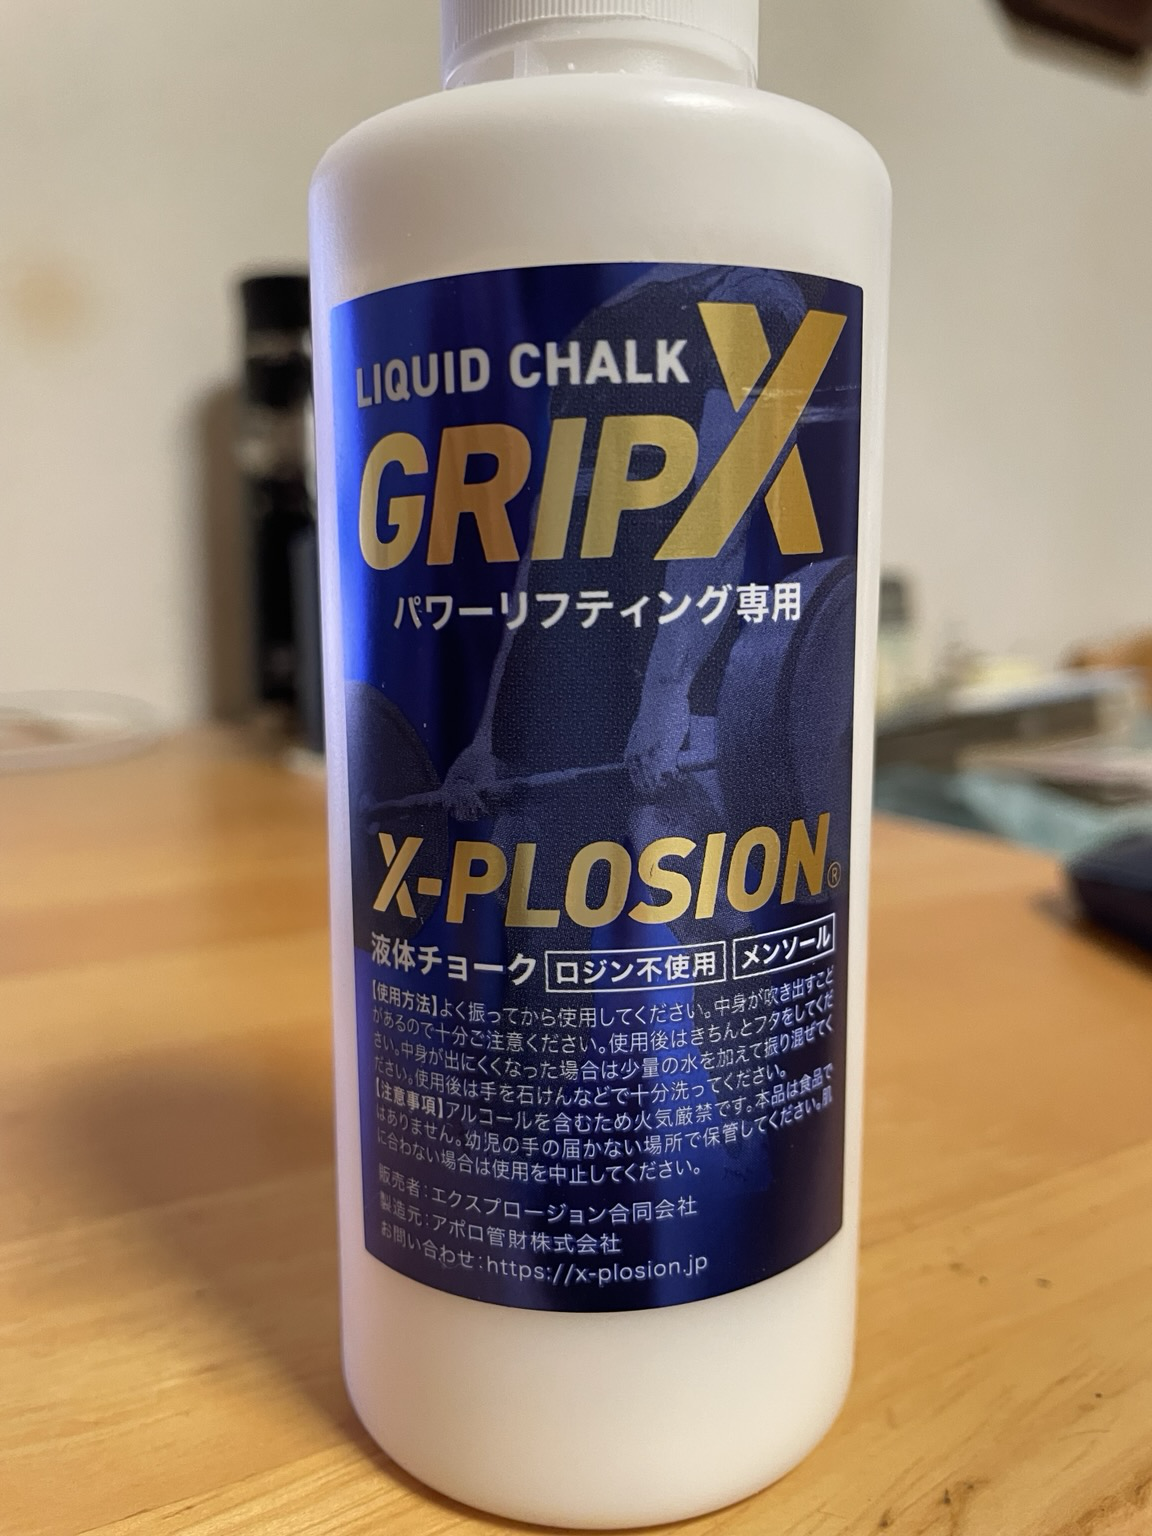 LIQUID CHALK
GRIPX
パワーリフティング専用
X-PLOSION®
液体チョーク ロジン不使用 メンソール
【使用方法】よく振ってから使用してください。中身が吹き出すこと
があるので十分ご注意ください。使用後はきちんとフタをしてくだ
さい。中身が出にくくなった場合は少量の水を加えて振り混ぜてく
ださい。使用後は手を石けんなどで十分洗ってください。
【注意事項】アルコールを含むため火気厳禁です。本品は食品で
はありません。幼児の手の届かない場所で保管してください。肌
に合わない場合は使用を中止してください。
販売者：エクスプロージョン合同会社
製造元：アポロ管財株式会社
お問い合わせ：https://x-plosion.jp